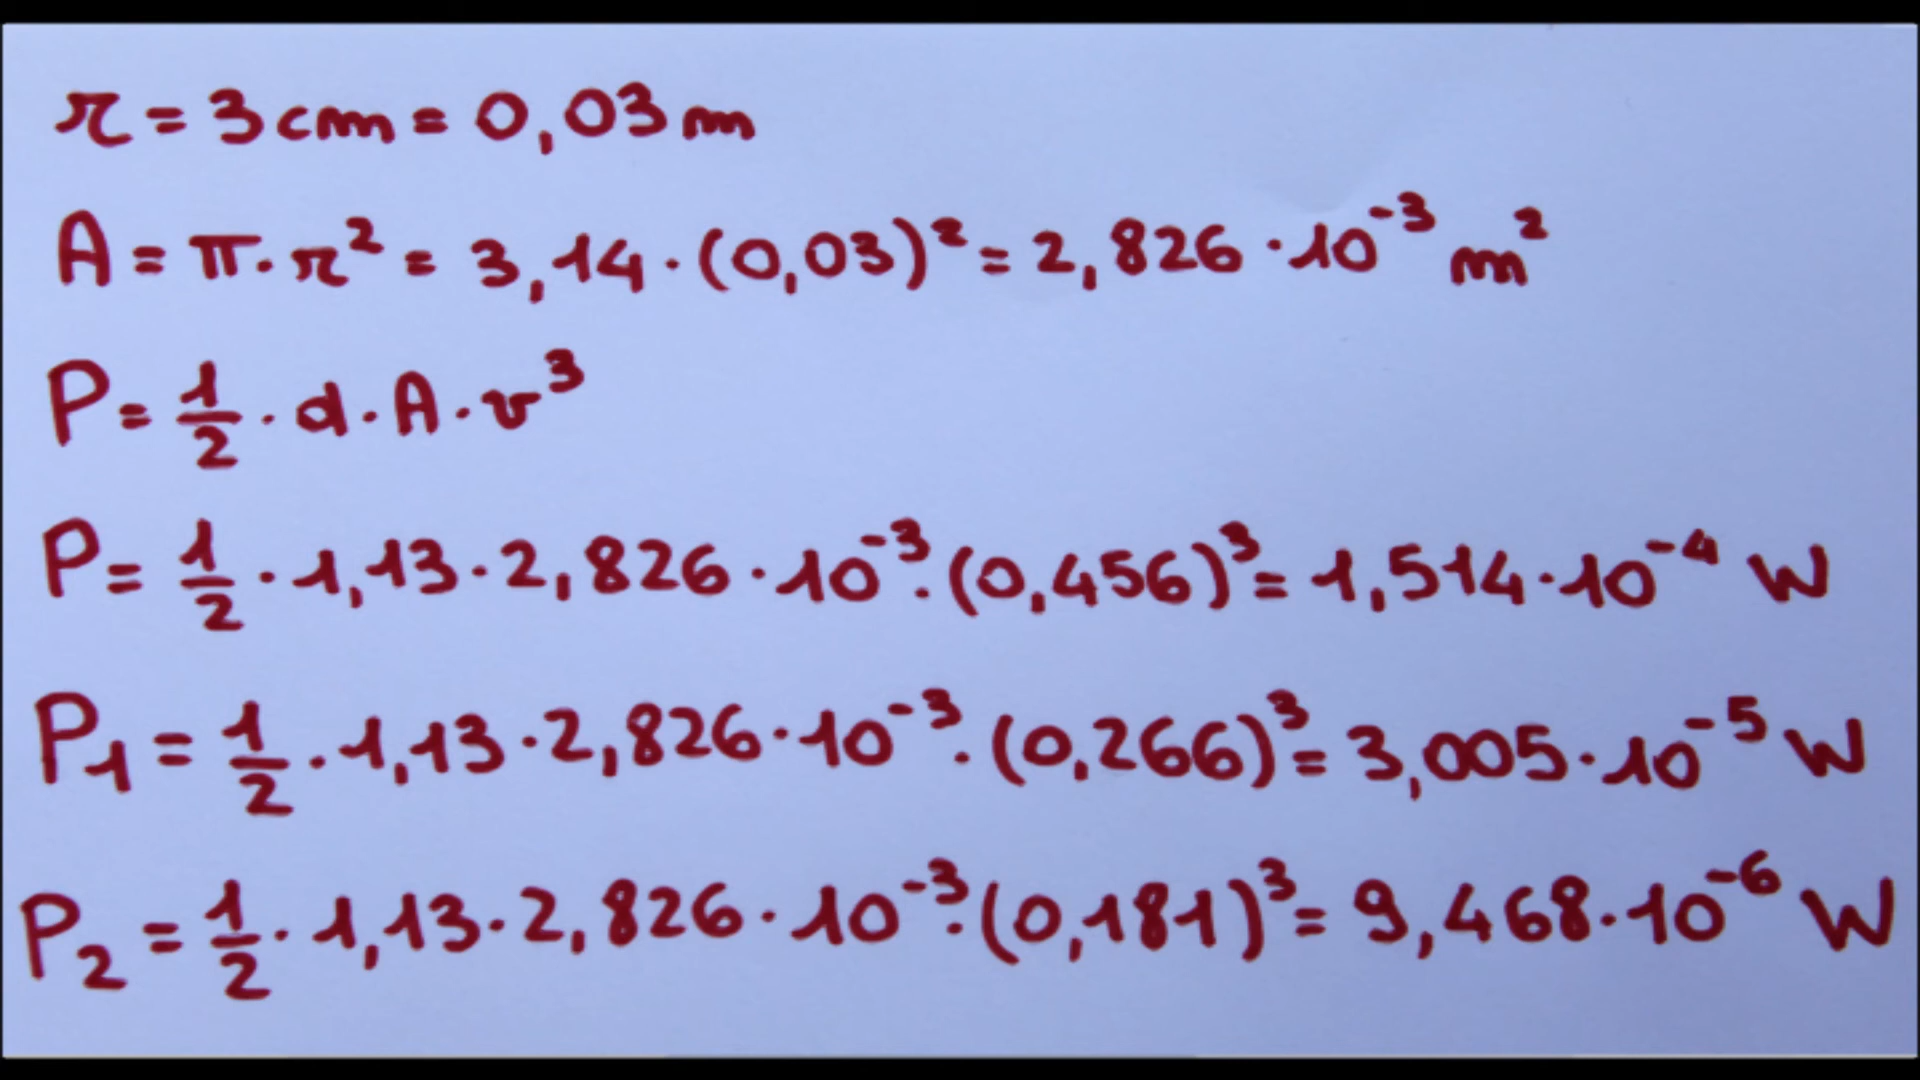 r = 3 cm = 0,03 m
A = π · r² = 3,14 · (0,03)² = 2,826 · 10⁻³ m²
P = 1/2 · d · A · v³
P = 1/2 · 1,13 · 2,826 · 10⁻³ · (0,456)³ = 1,514 · 10⁻⁴ W
P₁ = 1/2 · 1,13 · 2,826 · 10⁻³ · (0,266)³ = 3,005 · 10⁻⁵ W
P₂ = 1/2 · 1,13 · 2,826 · 10⁻³ · (0,181)³ = 9,468 · 10⁻⁶ W